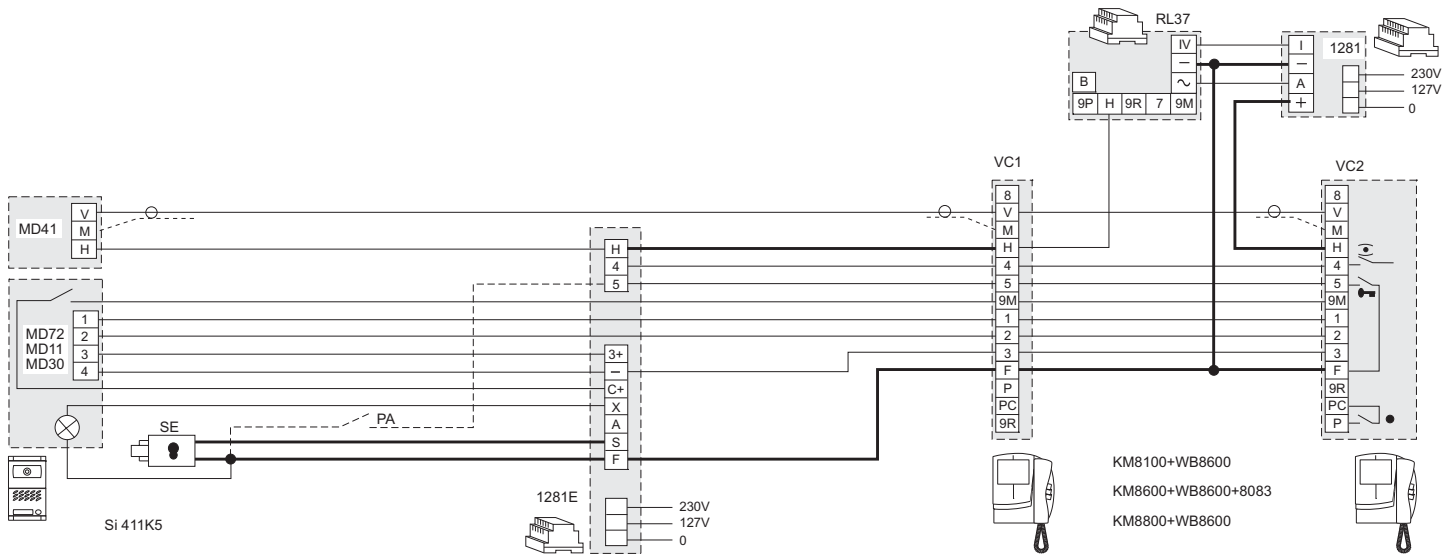 RL37
IV
−
B
~
9P H 9R 7 9M
1281
I
−
A
+
230V
127V
0
MD41
V
M
H
MD72
MD11
MD30
1
2
3
4
SE
PA
Si 411K5
H
4
5
3+
−
C+
X
A
S
F
1281E
230V
127V
0
VC1
8
V
M
H
4
5
9M
1
2
3
F
P
PC
9R
VC2
8
V
M
H
4
5
9M
1
2
3
F
9R
PC
P
KM8100+WB8600
KM8600+WB8600+8083
KM8800+WB8600